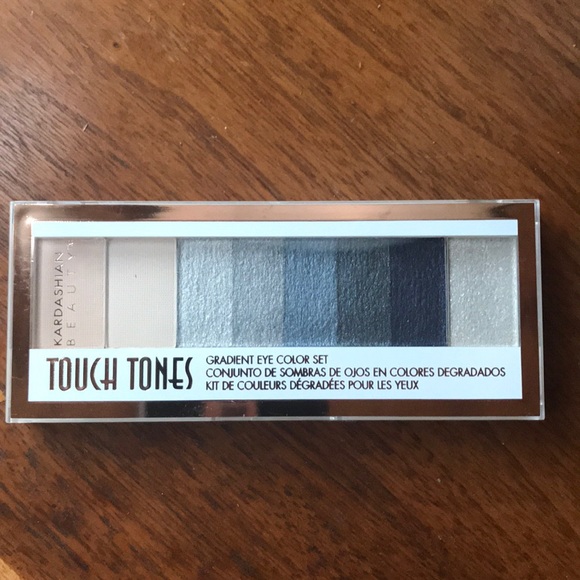 KARDASHIAN
BEAUTY
TOUCH TONES
GRADIENT EYE COLOR SET
CONJUNTO DE SOMBRAS DE OJOS EN COLORES DEGRADADOS
KIT DE COULEURS DÉGRADÉES POUR LES YEUX